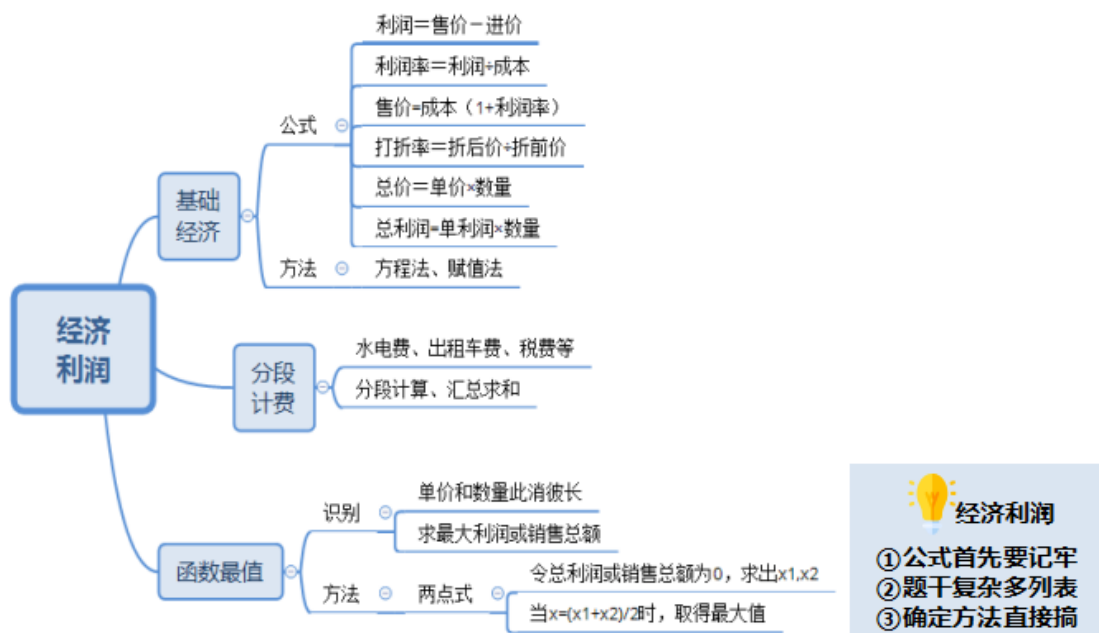 经济
利润
基础
经济
公式
利润＝售价－进价
利润率＝利润÷成本
售价=成本（1+利润率）
打折率＝折后价÷折前价
总价＝单价×数量
总利润=单利润×数量
方法
方程法、赋值法
分段
计费
水电费、出租车费、税费等
分段计算、汇总求和
函数最值
识别
单价和数量此消彼长
求最大利润或销售总额
方法
两点式
令总利润或销售总额为0，求出x1,x2
当x=(x1+x2)/2时，取得最大值
经济利润
①公式首先要记牢
②题干复杂多列表
③确定方法直接搞